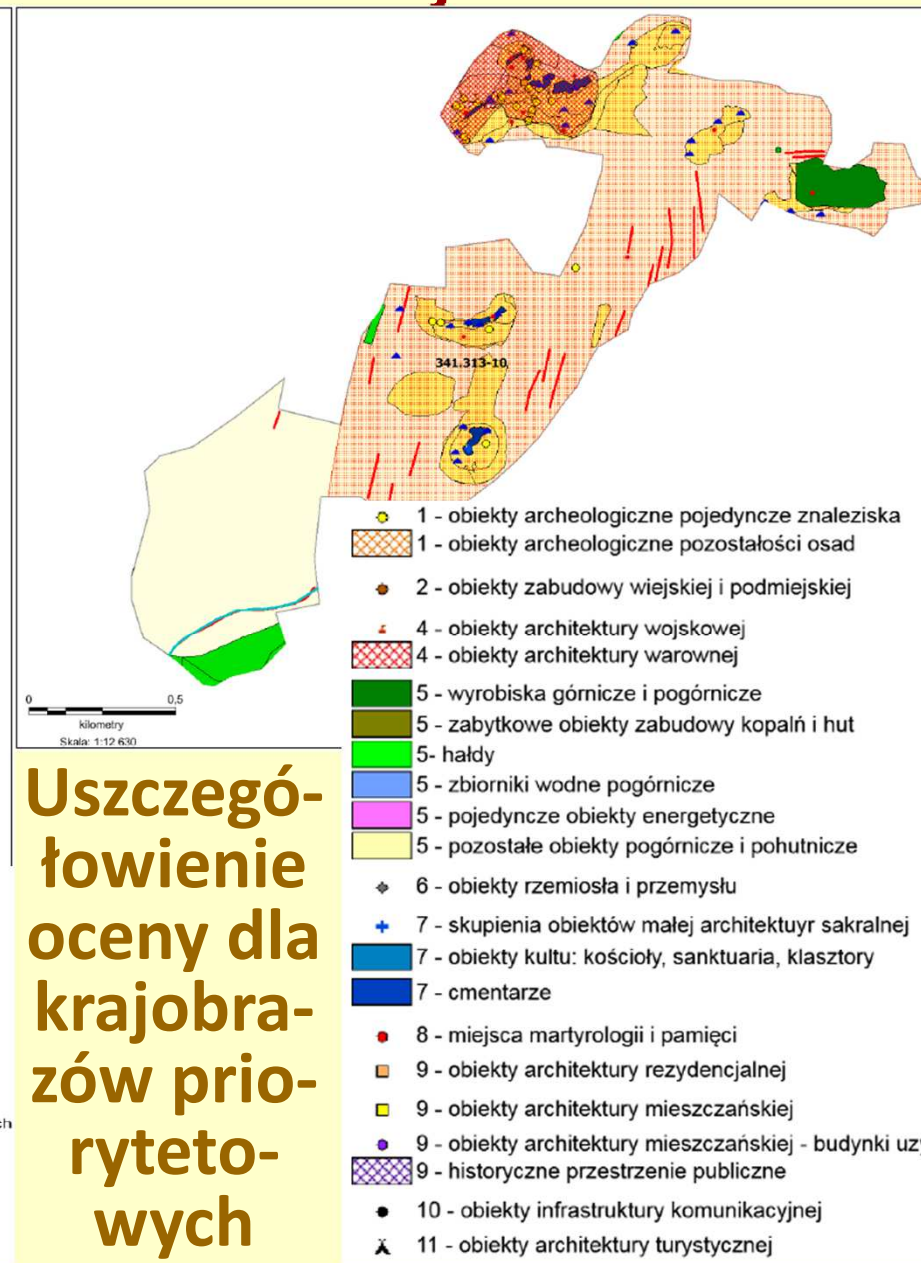 341.313-10
0 0,5
kilometry
Skala: 1:12 630
Uszczegó-
łowienie
oceny dla
krajobra-
zów prio-
ryteto-
wych
1 - obiekty archeologiczne pojedyncze znaleziska
1 - obiekty archeologiczne pozostałości osad
2 - obiekty zabudowy wiejskiej i podmiejskiej
4 - obiekty architektury wojskowej
4 - obiekty architektury warownej
5 - wyrobiska górnicze i pogórnicze
5 - zabytkowe obiekty zabudowy kopalń i hut
5- hałdy
5 - zbiorniki wodne pogórnicze
5 - pojedyncze obiekty energetyczne
5 - pozostałe obiekty pogórnicze i pohutnicze
6 - obiekty rzemiosła i przemysłu
7 - skupienia obiektów małej architektuyr sakralnej
7 - obiekty kultu: kościoły, sanktuaria, klasztory
7 - cmentarze
8 - miejsca martyrologii i pamięci
9 - obiekty architektury rezydencjalnej
9 - obiekty architektury mieszczańskiej
9 - obiekty architektury mieszczańskiej - budynki uzy
9 - historyczne przestrzenie publiczne
10 - obiekty infrastruktury komunikacyjnej
11 - obiekty architektury turystycznej
ch